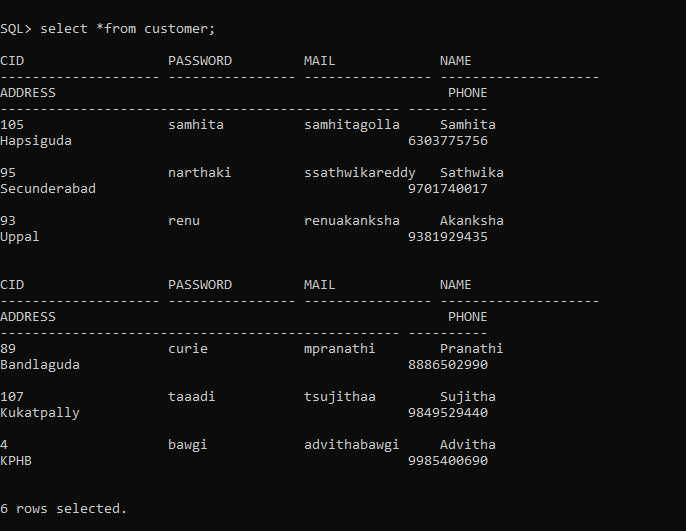 SQL> select *from customer;
CID PASSWORD MAIL NAME
-------------------- ---------------- ---------------- --------------------
ADDRESS PHONE
-------------------------------------------------- ----------
105 samhita samhitagolla Samhita
Hapsiguda 6303775756
95 narthaki ssathwikareddy Sathwika
Secunderabad 9701740017
93 renu renuakanksha Akanksha
Uppal 9381929435
CID PASSWORD MAIL NAME
-------------------- ---------------- ---------------- --------------------
ADDRESS PHONE
-------------------------------------------------- ----------
89 curie mpranathi Pranathi
Bandlaguda 8886502990
107 taaadi tsujithaa Sujitha
Kukatpally 9849529440
4 bawgi advithabawgi Advitha
KPHB 9985400690
6 rows selected.